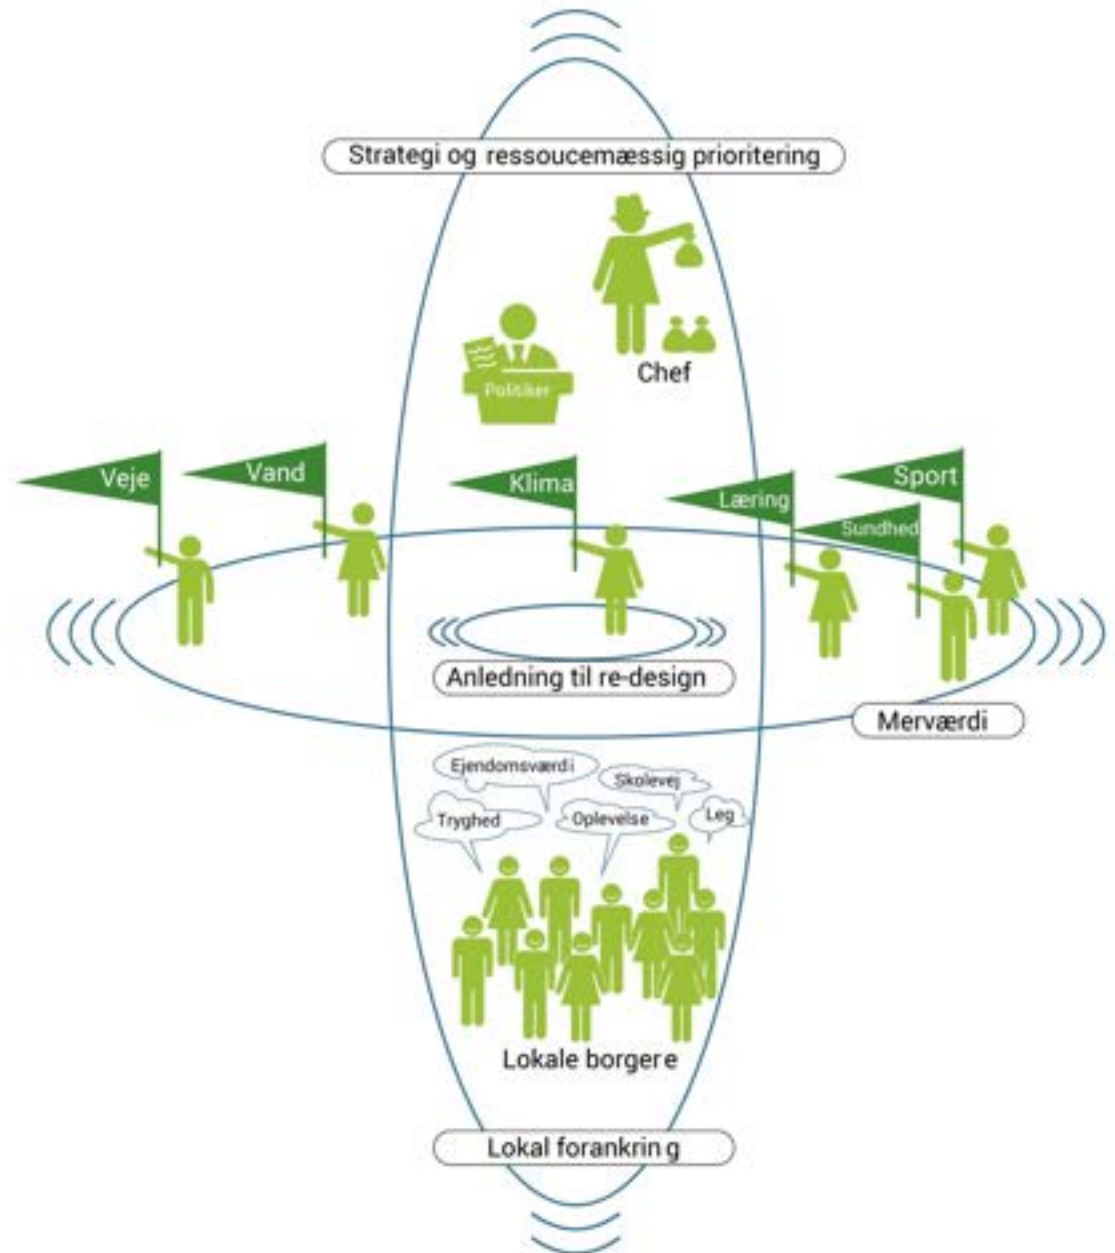 Strategi og ressoucemæssig prioritering
Chef
Politiker
Veje
Vand
Klima
Læring
Sport
Sundhed
Anledning til re-design
Merværdi
Ejendomsværdi
Skolevej
Tryghed
Oplevelse
Leg
Lokale borgere
Lokal forankring